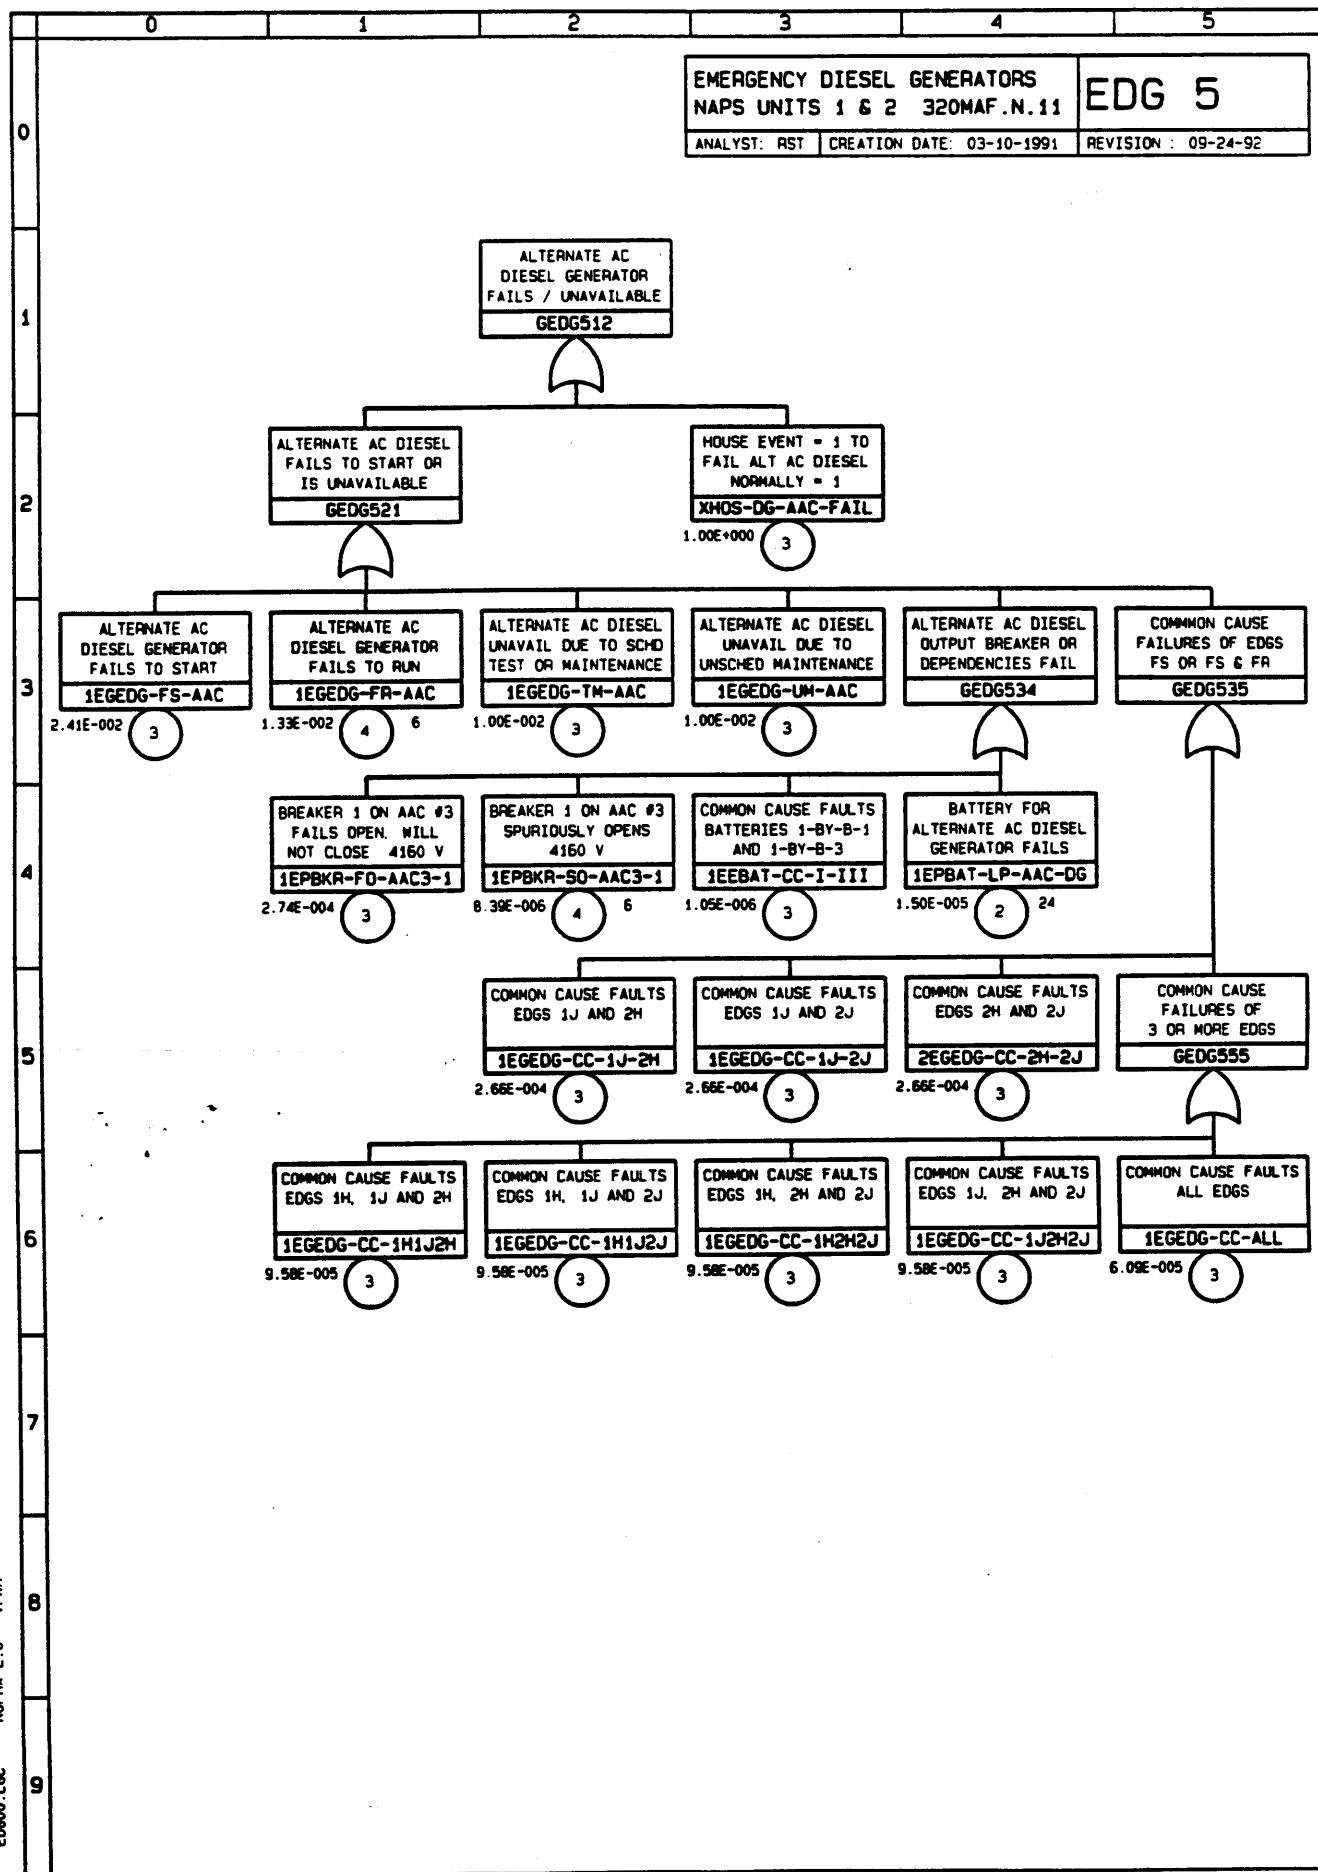 0 1 2 3 4 5
EMERGENCY DIESEL GENERATORS
NAPS UNITS 1 & 2 320MAF.N.11
EDG 5
ANALYST: RST CREATION DATE: 03-10-1991 REVISION : 09-24-92
0
ALTERNATE AC
DIESEL GENERATOR
FAILS / UNAVAILABLE
GEDG512
1
ALTERNATE AC DIESEL
FAILS TO START OR
IS UNAVAILABLE
GEDG521
HOUSE EVENT = 1 TO
FAIL ALT AC DIESEL
NORMALLY = 1
XHOS-DG-AAC-FAIL
1.00E+000 3
2
ALTERNATE AC
DIESEL GENERATOR
FAILS TO START
1EGEDG-FS-AAC
2.41E-002 3
ALTERNATE AC
DIESEL GENERATOR
FAILS TO RUN
1EGEDG-FR-AAC
1.33E-002 4 6
ALTERNATE AC DIESEL
UNAVAIL DUE TO SCHD
TEST OR MAINTENANCE
1EGEDG-TM-AAC
1.00E-002 3
ALTERNATE AC DIESEL
UNAVAIL DUE TO
UNSCHED MAINTENANCE
1EGEDG-UM-AAC
1.00E-002 3
ALTERNATE AC DIESEL
OUTPUT BREAKER OR
DEPENDENCIES FAIL
GEDG534
COMMMON CAUSE
FAILURES OF EDGS
FS OR FS & FR
GEDG535
3
BREAKER 1 ON AAC #3
FAILS OPEN. WILL
NOT CLOSE 4160 V
1EPBKR-FO-AAC3-1
2.74E-004 3
BREAKER 1 ON AAC #3
SPURIOUSLY OPENS
4160 V
1EPBKR-SO-AAC3-1
8.39E-006 4 6
COMMON CAUSE FAULTS
BATTERIES 1-BY-B-1
AND 1-BY-B-3
1EEBAT-CC-I-III
1.05E-006 3
BATTERY FOR
ALTERNATE AC DIESEL
GENERATOR FAILS
1EPBAT-LP-AAC-DG
1.50E-005 2 24
4
COMMON CAUSE FAULTS
EDGS 1J AND 2H
1EGEDG-CC-1J-2H
2.66E-004 3
COMMON CAUSE FAULTS
EDGS 1J AND 2J
1EGEDG-CC-1J-2J
2.66E-004 3
COMMON CAUSE FAULTS
EDGS 2H AND 2J
2EGEDG-CC-2H-2J
2.66E-004 3
COMMON CAUSE
FAILURES OF
3 OR MORE EDGS
GEDG555
5
COMMON CAUSE FAULTS
EDGS 1H, 1J AND 2H
1EGEDG-CC-1H1J2H
9.58E-005 3
COMMON CAUSE FAULTS
EDGS 1H, 1J AND 2J
1EGEDG-CC-1H1J2J
9.58E-005 3
COMMON CAUSE FAULTS
EDGS 1H, 2H AND 2J
1EGEDG-CC-1H2H2J
9.58E-005 3
COMMON CAUSE FAULTS
EDGS 1J, 2H AND 2J
1EGEDG-CC-1J2H2J
9.58E-005 3
COMMON CAUSE FAULTS
ALL EDGS
1EGEDG-CC-ALL
6.09E-005 3
6
7
8
9